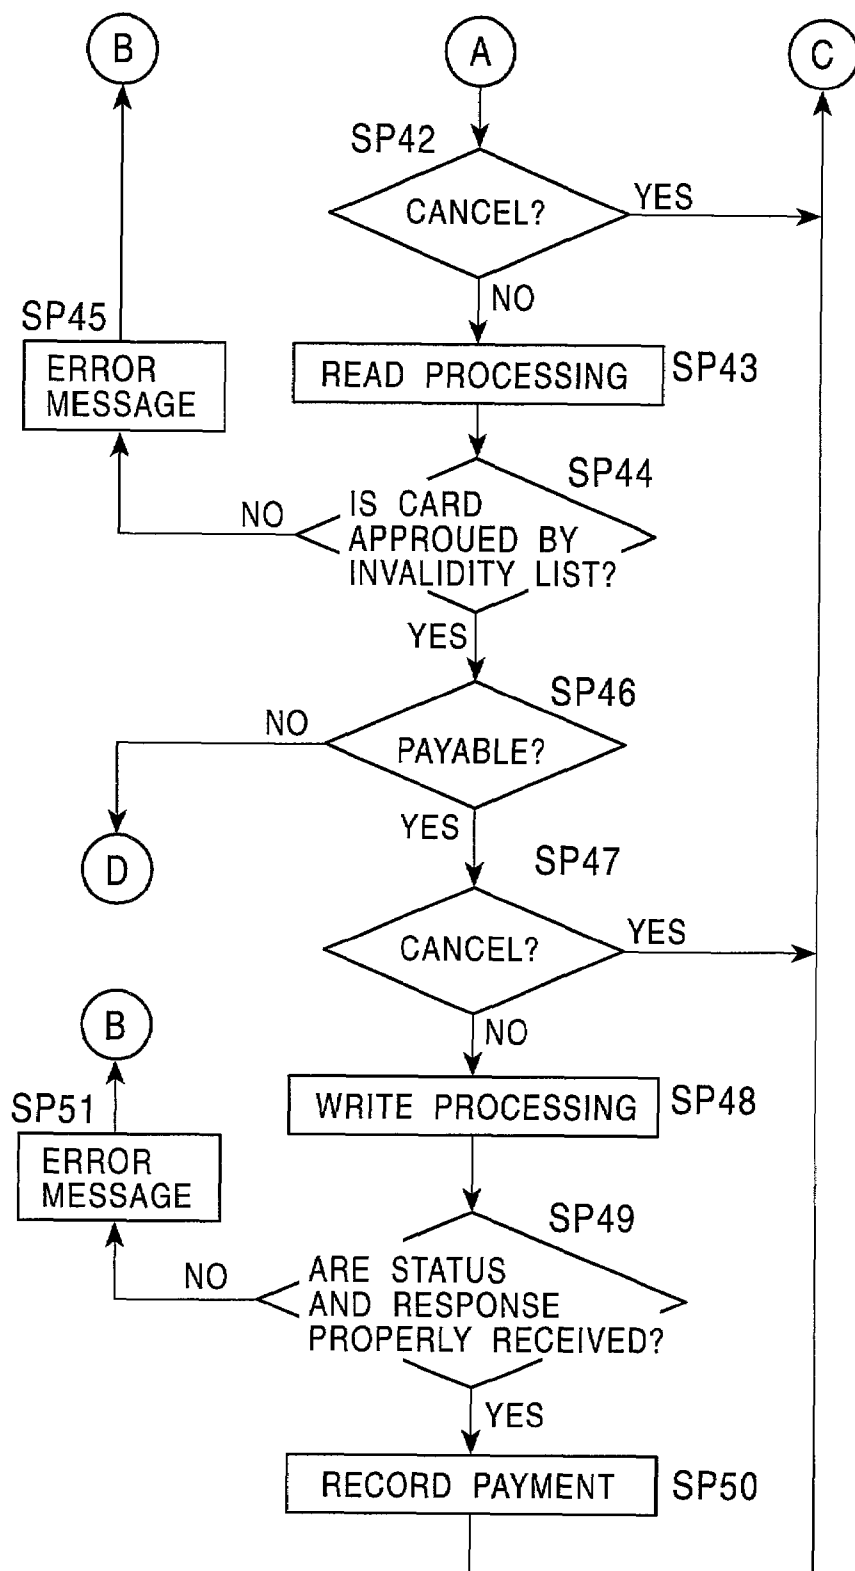 B
A
C
SP42
CANCEL?
YES
NO
SP45
ERROR
MESSAGE
READ PROCESSING
SP43
SP44
NO
IS CARD
APPROUED BY
INVALIDITY LIST?
YES
SP46
NO
PAYABLE?
YES
D
SP47
CANCEL?
YES
NO
B
SP51
ERROR
MESSAGE
WRITE PROCESSING
SP48
SP49
NO
ARE STATUS
AND RESPONSE
PROPERLY RECEIVED?
YES
RECORD PAYMENT
SP50